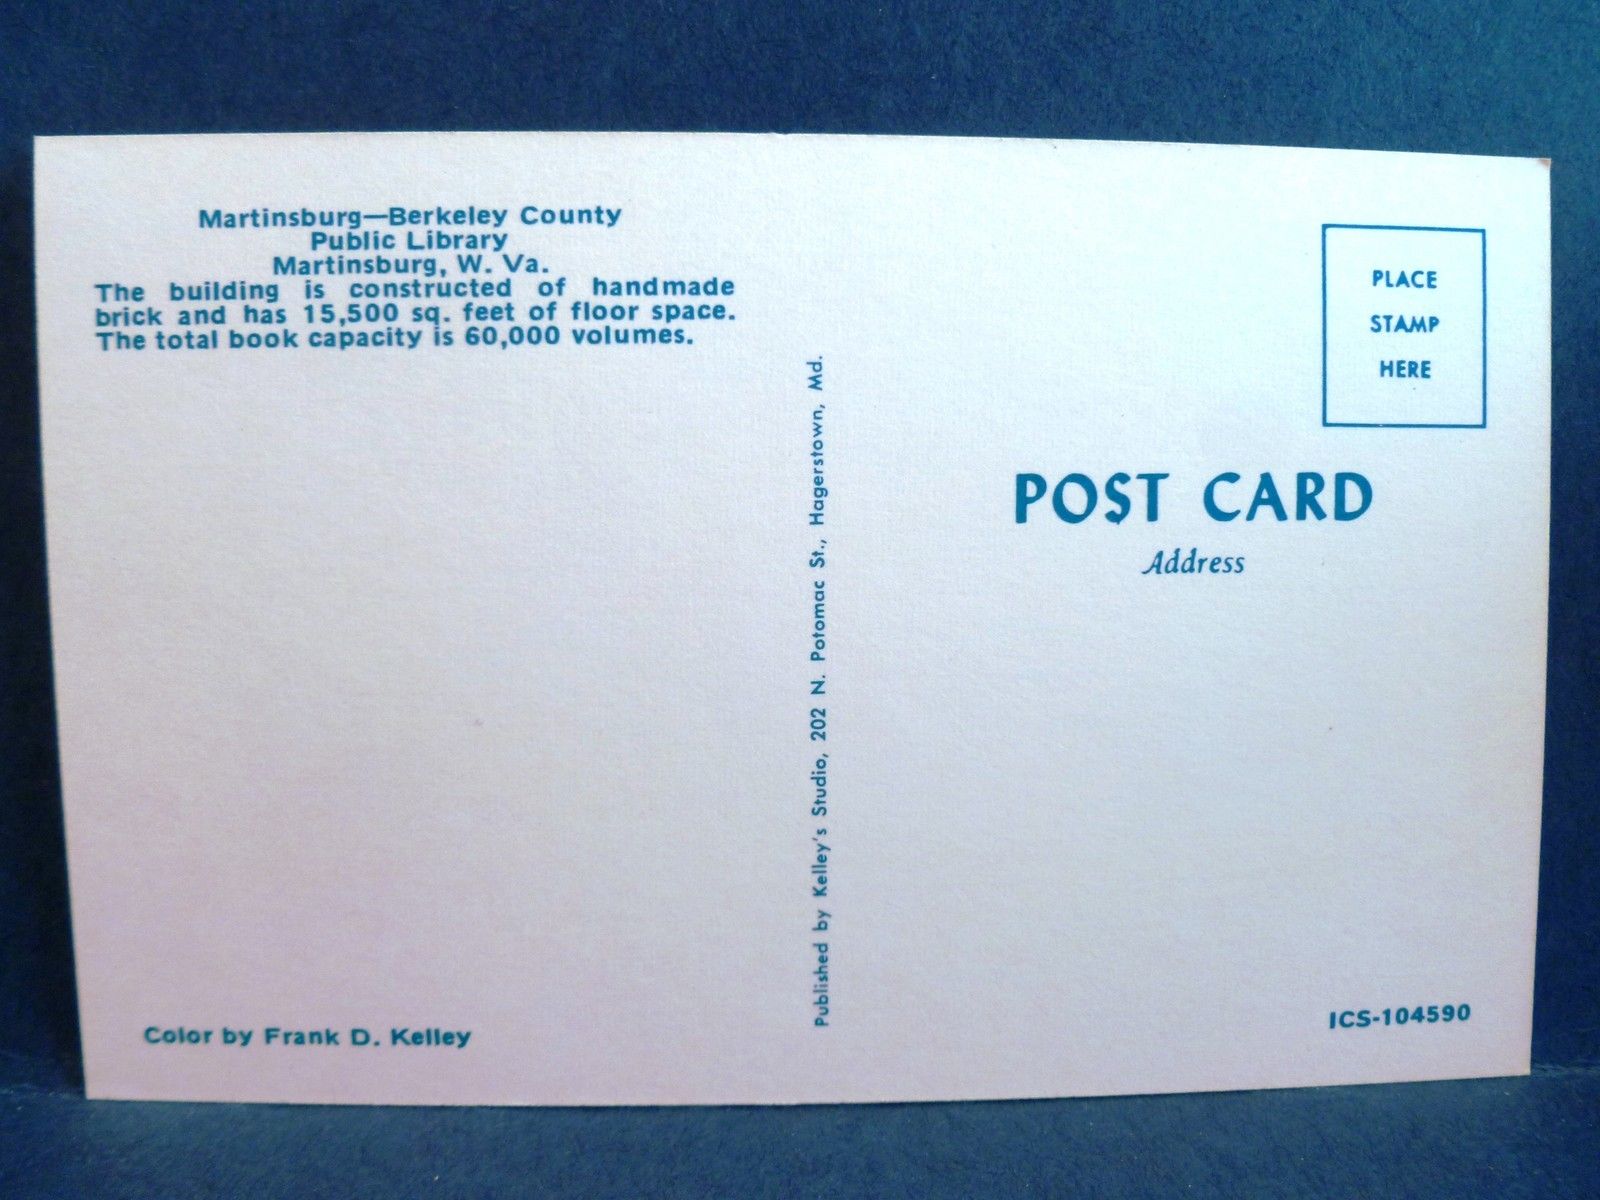 Martinsburg—Berkeley County
Public Library
Martinsburg, W. Va.
The building is constructed of handmade
brick and has 15,500 sq. feet of floor space.
The total book capacity is 60,000 volumes.
Color by Frank D. Kelley
Published by Kelley's Studio, 202 N. Potomac St., Hagerstown, Md.
PLACE
STAMP
HERE
POST CARD
Address
ICS-104590